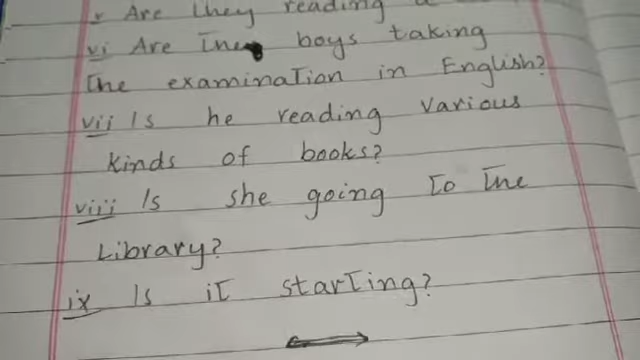 v Are They reading a
vi Are The boys taking
The examination in English?
vii Is he reading various
kinds of books?
viii Is she going To The
Library?
ix Is iT starTing?